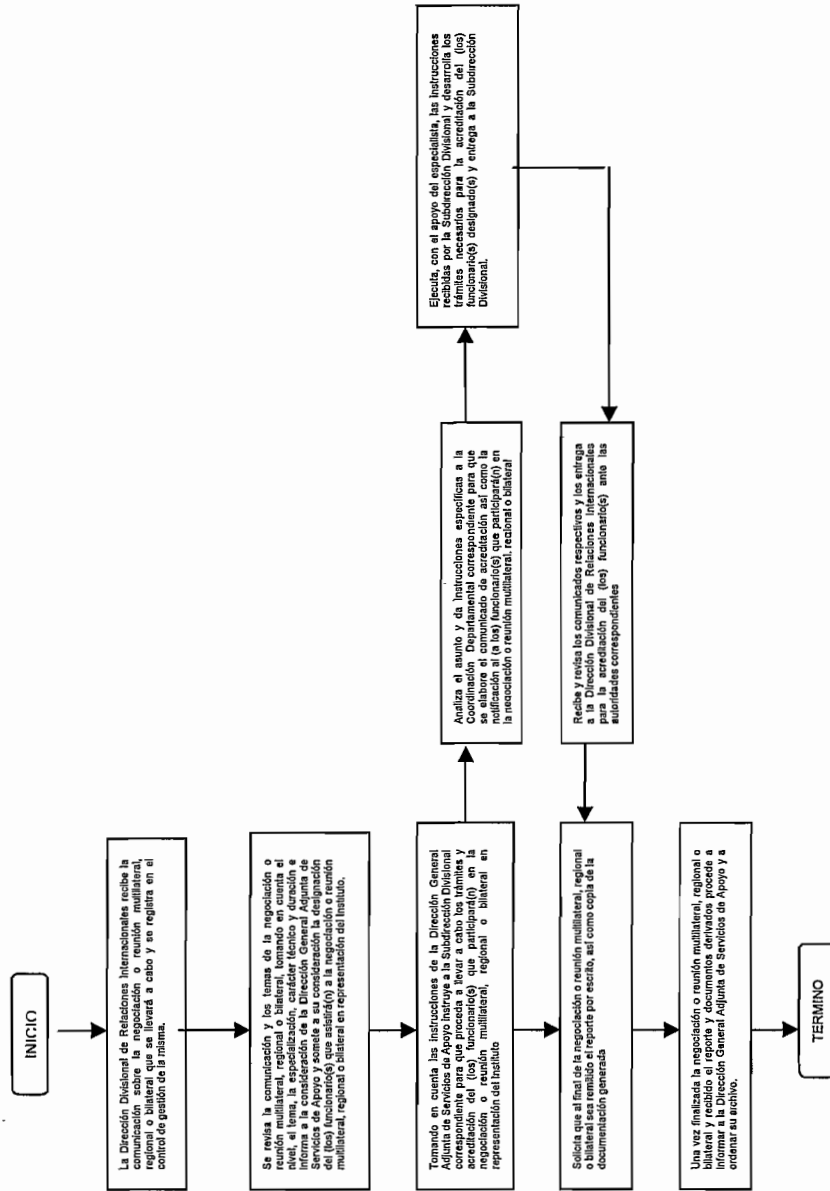 INICIO
La Dirección Divisional de Relaciones Internacionales recibe la
comunicación sobre la negociación o reunión multilateral,
regional o bilateral que se llevará a cabo y se registra en el
control de gestión de la misma.
Se revisa la comunicación y los temas de la negociación o
reunión multilateral, regional o bilateral, tomando en cuenta el
nivel, el tema, la especialización, carácter técnico y duración e
informa a la consideración de la Dirección General Adjunta de
Servicios de Apoyo y somete a su consideración la designación
del (los) funcionario(s) que asistirá(n) a la negociación o reunión
multilateral, regional o bilateral en representación del Instituto.
Tomando en cuenta las instrucciones de la Dirección General
Adjunta de Servicios de Apoyo instruye a la Subdirección Divisional
correspondiente para que proceda a llevar a cabo los trámites y
acreditación del (los) funcionario(s) que participará(n) en la
negociación o reunión multilateral, regional o bilateral en
representación del Instituto
Analiza el asunto y da instrucciones específicas a la
Coordinación Departamental correspondiente para que
se elabore el comunicado de acreditación así como la
notificación al (a los) funcionario(s) que participará(n) en
la negociación o reunión multilateral, regional o bilateral
Ejecuta, con el apoyo del especialista, las instrucciones
recibidas por la Subdirección Divisional y desarrolla los
trámites necesarios para la acreditación del (los)
funcionario(s) designado(s) y entrega a la Subdirección
Divisional.
Recibe y revisa los comunicados respectivos y los entrega
a la Dirección Divisional de Relaciones Internacionales
para la acreditación del (los) funcionario(s) ante las
autoridades correspondientes
Solicita que al final de la negociación o reunión multilateral, regional
o bilateral sea remitido el reporte por escrito, así como copia de la
documentación generada
Una vez finalizada la negociación o reunión multilateral, regional o
bilateral y recibido el reporte y documentos derivados procede a
informar a la Dirección General Adjunta de Servicios de Apoyo y a
ordenar su archivo.
TERMINO